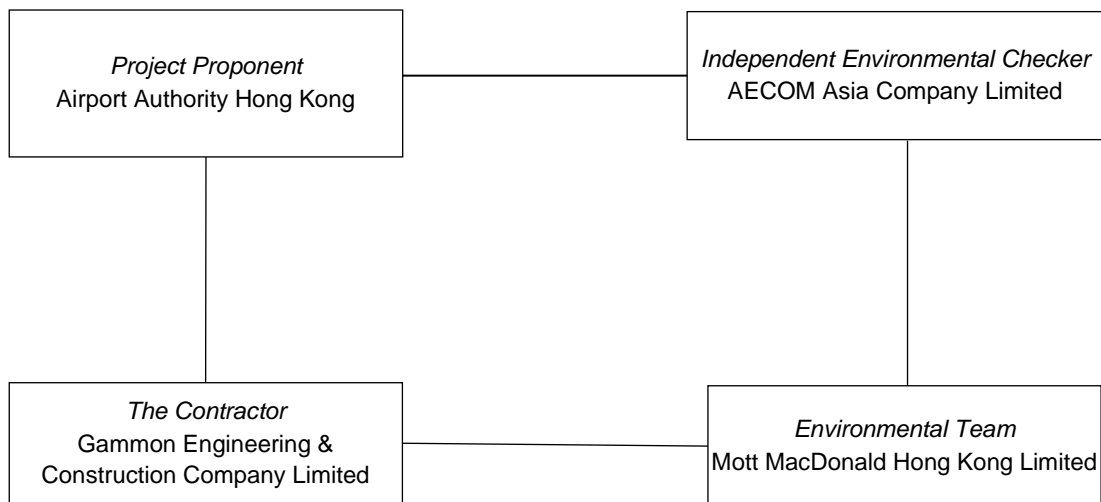 Project Proponent
Airport Authority Hong Kong
Independent Environmental Checker
AECOM Asia Company Limited
The Contractor
Gammon Engineering &
Construction Company Limited
Environmental Team
Mott MacDonald Hong Kong Limited